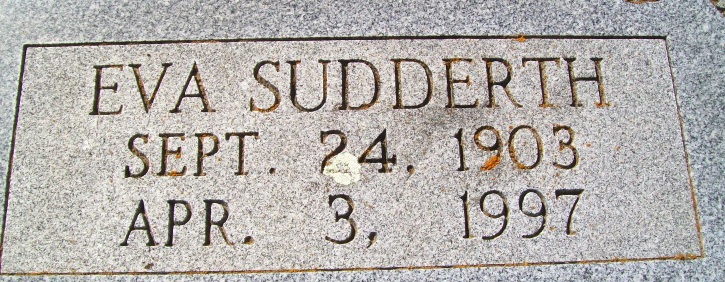 EVA SUDDERTH
SEPT. 24, 1903
APR. 3, 1997